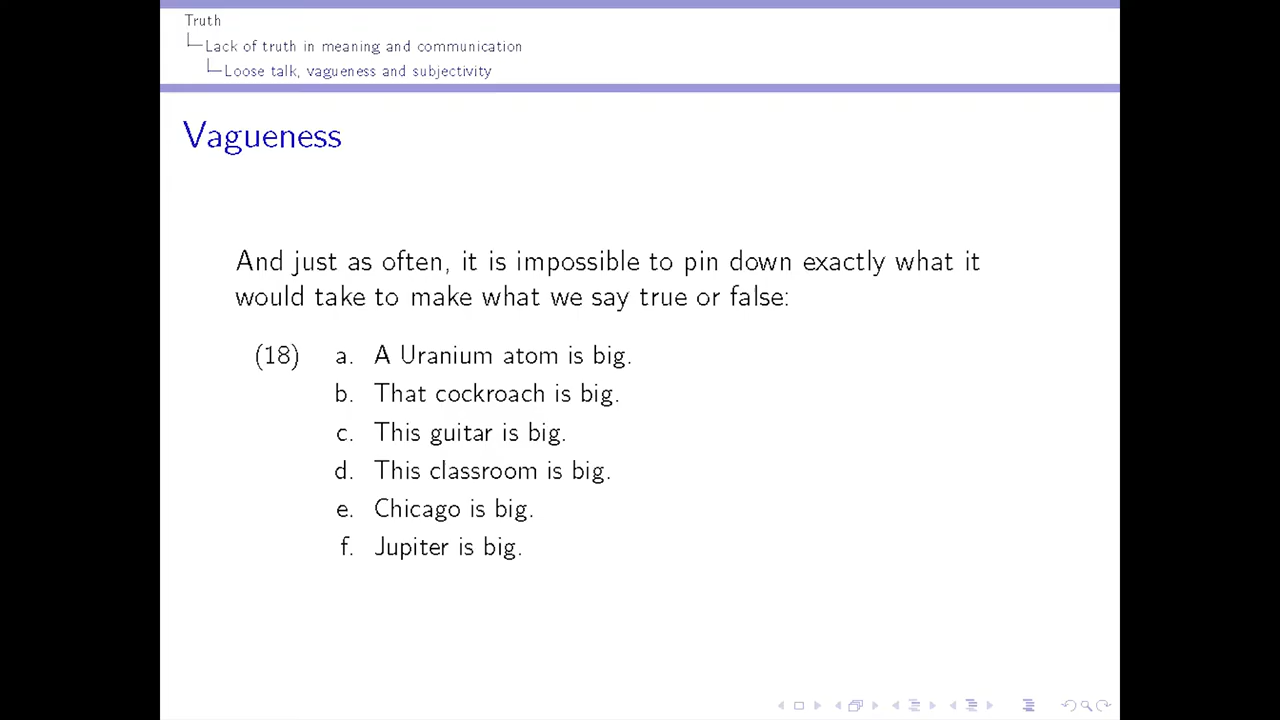 Truth
Lack of truth in meaning and communication
Loose talk, vagueness and subjectivity
Vagueness
And just as often, it is impossible to pin down exactly what it
would take to make what we say true or false:
(18) a. A Uranium atom is big.
b. That cockroach is big.
c. This guitar is big.
d. This classroom is big.
e. Chicago is big.
f. Jupiter is big.